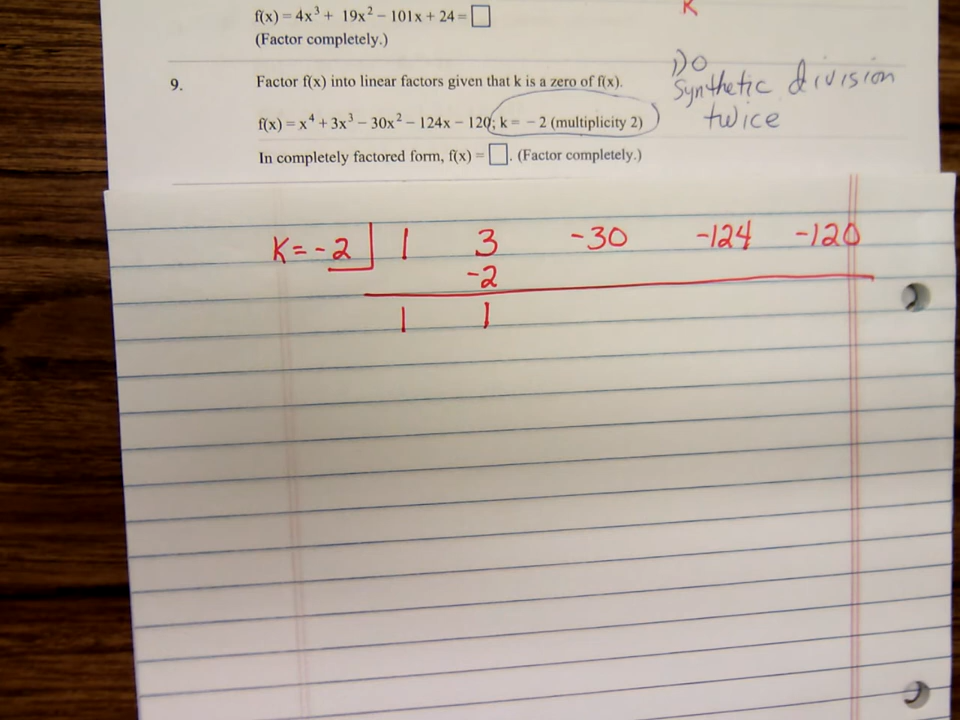 f(x) = 4x³ + 19x² − 101x + 24 = □
(Factor completely.)
K
9. Factor f(x) into linear factors given that k is a zero of f(x).
f(x) = x⁴ + 3x³ − 30x² − 124x − 120; k = − 2 (multiplicity 2)
In completely factored form, f(x) = □. (Factor completely.)
DO
Synthetic division
twice
K = -2 1 3 -30 -124 -120
-2
1 1